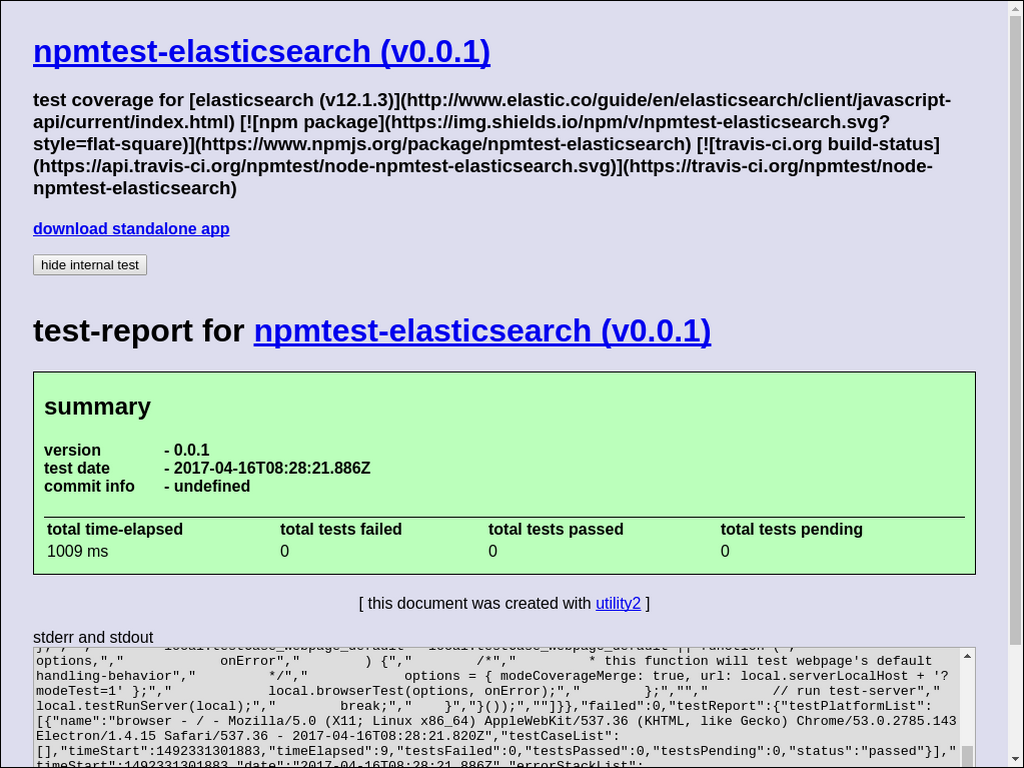 npmtest-elasticsearch (v0.0.1)
test coverage for [elasticsearch (v12.1.3)](http://www.elastic.co/guide/en/elasticsearch/client/javascript-
api/current/index.html) [![npm package](https://img.shields.io/npm/v/npmtest-elasticsearch.svg?
style=flat-square)](https://www.npmjs.org/package/npmtest-elasticsearch) [![travis-ci.org build-status]
(https://api.travis-ci.org/npmtest/node-npmtest-elasticsearch.svg)](https://travis-ci.org/npmtest/node-
npmtest-elasticsearch)
download standalone app
hide internal test
test-report for npmtest-elasticsearch (v0.0.1)
summary
version - 0.0.1
test date - 2017-04-16T08:28:21.886Z
commit info - undefined
total time-elapsed total tests failed total tests passed total tests pending
1009 ms 0 0 0
[ this document was created with utility2 ]
stderr and stdout
options,","            onError","        ) {","            /*","             * this function will test webpage's default
handling-behavior","             */","            options = { modeCoverageMerge: true, url: local.serverLocalHost + '?
modeTest=1' };","            local.browserTest(options, onError);","        };","","        // run test-server","
local.testRunServer(local);","        break;","    }","}());",""]}},"failed":0,"testReport":{"testPlatformList":
[{"name":"browser - / - Mozilla/5.0 (X11; Linux x86_64) AppleWebKit/537.36 (KHTML, like Gecko) Chrome/53.0.2785.143
Electron/1.4.15 Safari/537.36 - 2017-04-16T08:28:21.820Z","testCaseList":
[],"timeStart":1492331301883,"timeElapsed":9,"testsFailed":0,"testsPassed":0,"testsPending":0,"status":"passed"}],"
timeStart":1492331301883,"date":"2017-04-16T08:28:21.886Z","errorStackList":